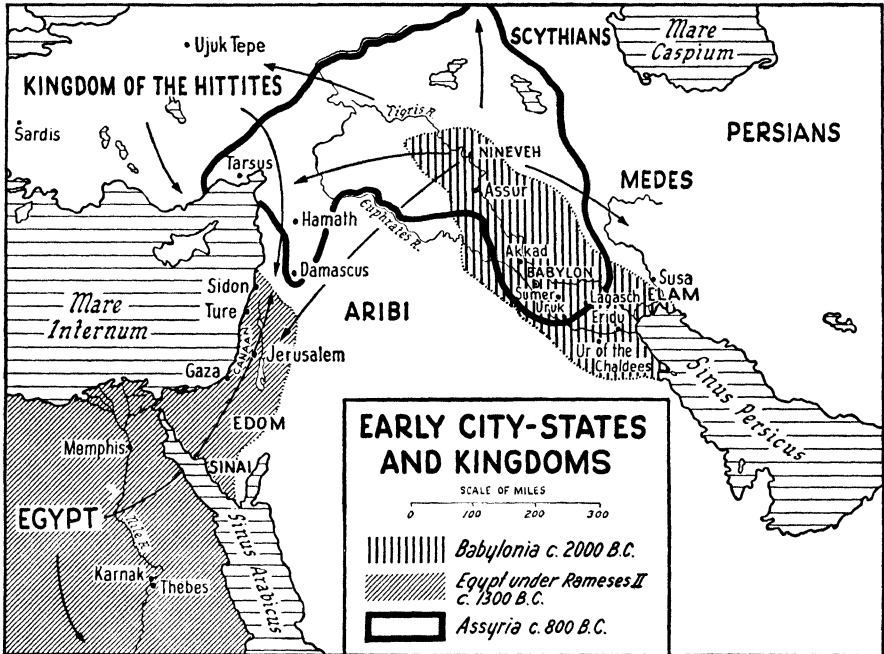 SCYTHIANS
Mare
Caspium
Ujuk Tepe
KINGDOM OF THE HITTITES
Tigris R.
Sardis
PERSIANS
NINEVEH
Tarsus
MEDES
Assur
Hamath
Euphrates R.
Akkad
Damascus
BABYLON
Susa
Sidon
Sumer
Lagasch
ELAM
Mare
Internum
Ture
ARIBI
Uruk
Eridu
CANAAN
Jerusalem
Ur of the
Chaldees
Gaza
Sinus Persicus
EDOM
EARLY CITY-STATES
AND KINGDOMS
Memphis
SINAI
SCALE OF MILES
0 100 200 300
EGYPT
Nile R.
Sinus Arabicus
Babylonia c. 2000 B.C.
Karnak
Thebes
Egypt under Rameses II
c. 1300 B.C.
Assyria c. 800 B.C.